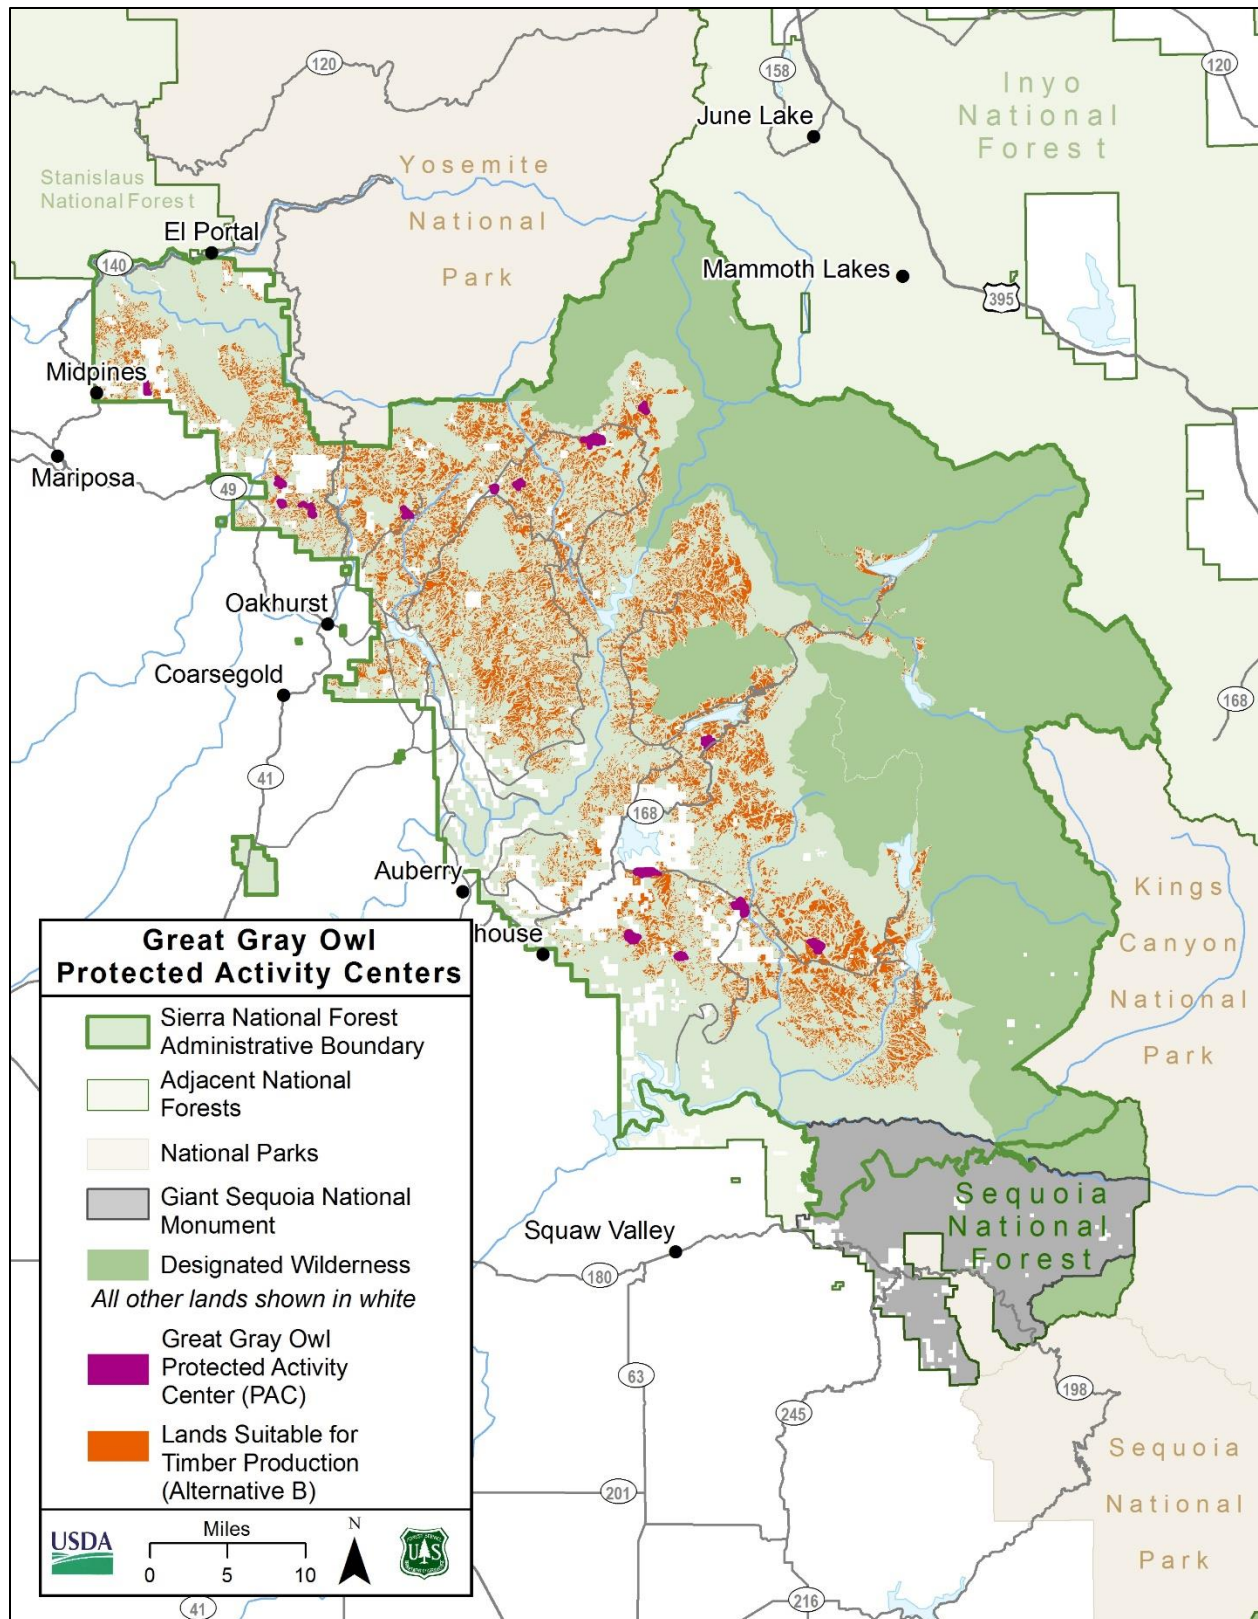 120
158
120
June Lake
Inyo
National
Forest
Yosemite
National
Park
Stanislaus
National Forest
El Portal
140
Mammoth Lakes
395
Midpines
Mariposa
49
Oakhurst
Coarsegold
168
41
168
Auberry
Kings
Canyon
National
Park
house
Great Gray Owl
Protected Activity Centers
Sierra National Forest
Administrative Boundary
Adjacent National
Forests
National Parks
Giant Sequoia National
Monument
Designated Wilderness
All other lands shown in white
Great Gray Owl
Protected Activity
Center (PAC)
Lands Suitable for
Timber Production
(Alternative B)
USDA
Miles
0 5 10
N
FOREST SERVICE
U S
DEPARTMENT OF AGRICULTURE
Sequoia
National
Forest
Squaw Valley
180
63
198
245
Sequoia
National
Park
201
216
41